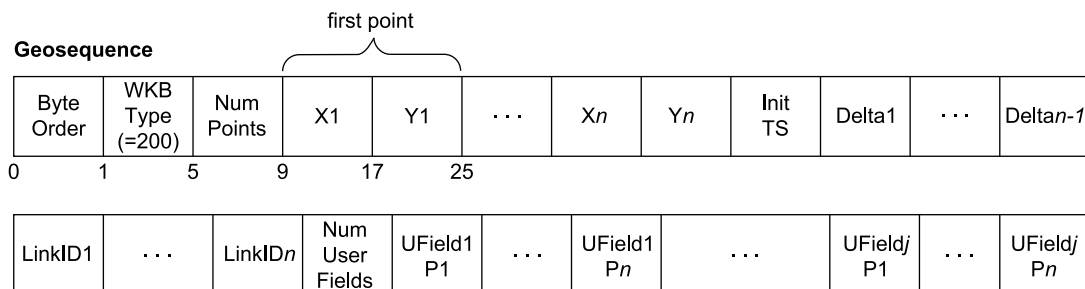 first point
Geosequence
Byte Order
WKB Type (=200)
Num Points
X1
Y1
. . .
Xn
Yn
Init TS
Delta1
. . .
Deltan-1
0 1 5 9 17 25
LinkID1
. . .
LinkIDn
Num User Fields
UField1 P1
. . .
UField1 Pn
. . .
UFieldj P1
. . .
UFieldj Pn